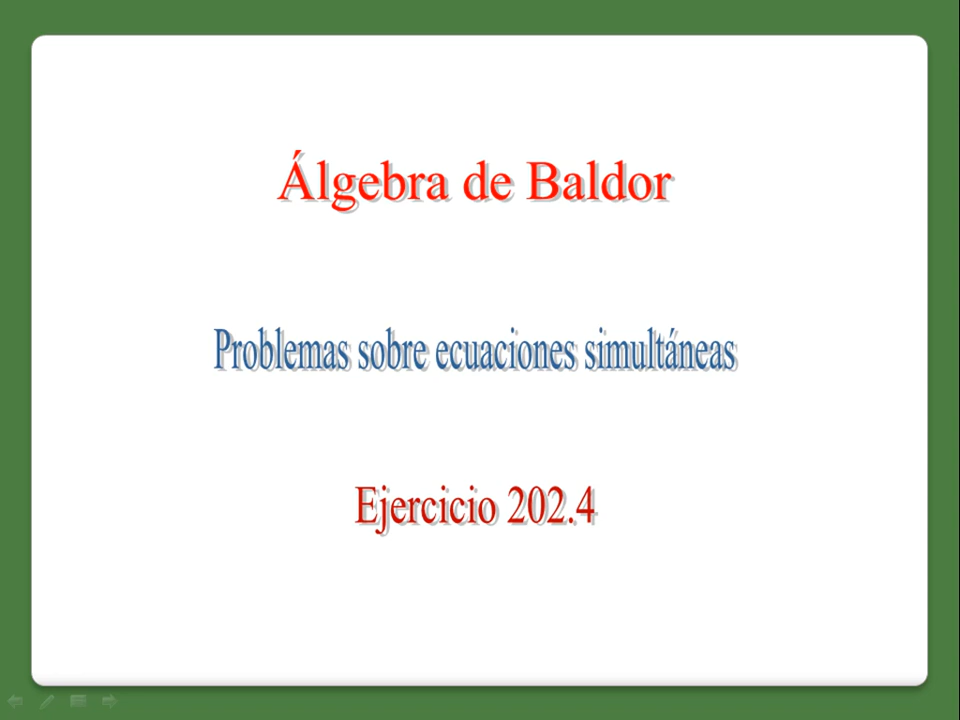 Álgebra de Baldor
Problemas sobre ecuaciones simultáneas
Ejercicio 202.4